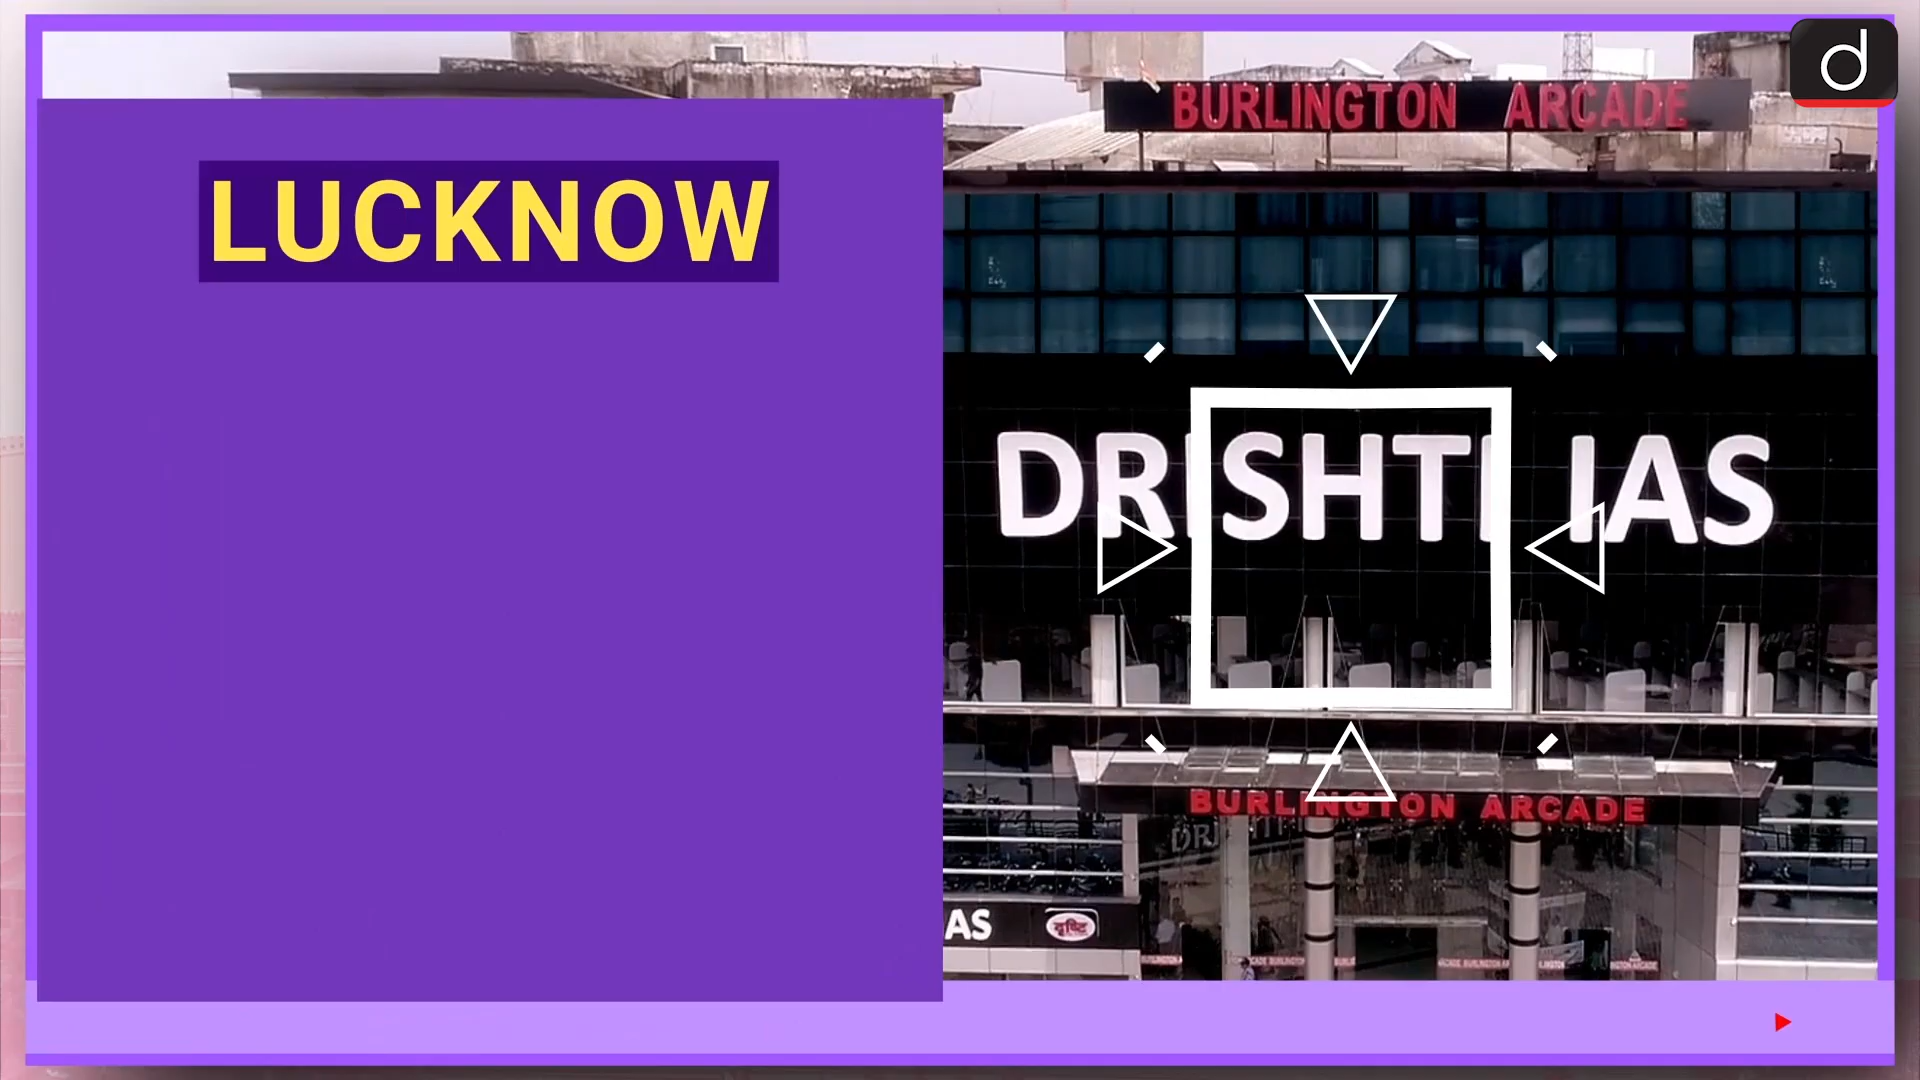 LUCKNOW
BURLINGTON ARCADE
DRISHTI IAS
BURLINGTON ARCADE
AS
दृष्टि
d